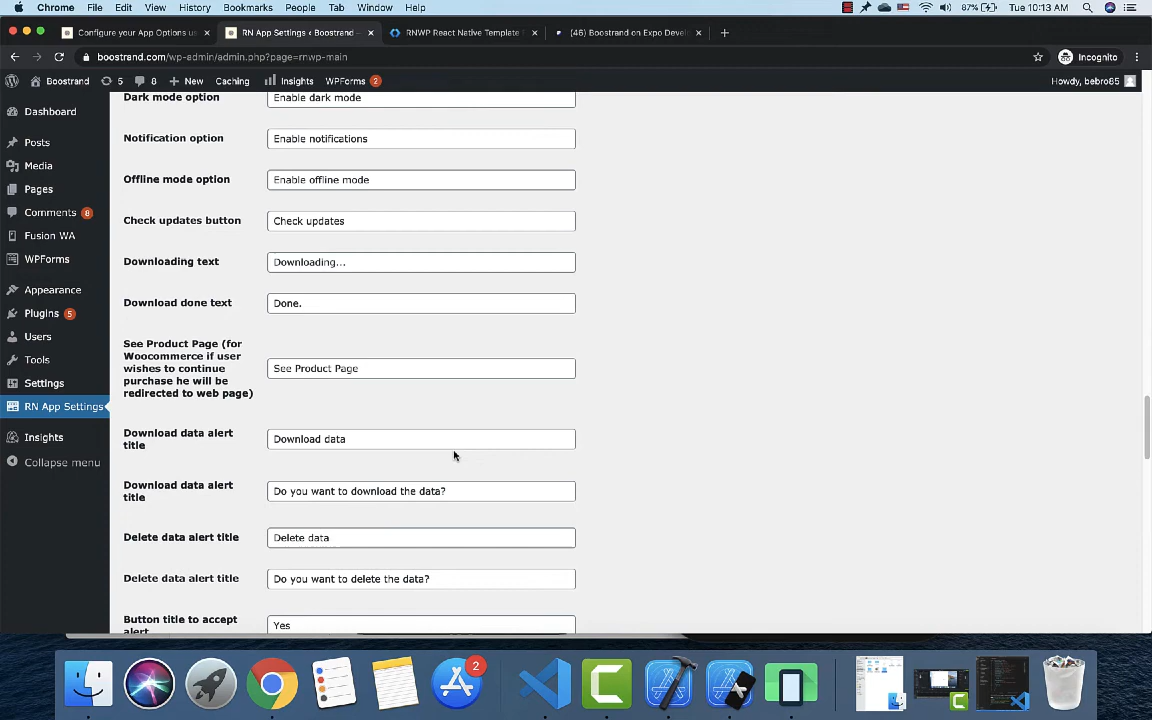 Chrome File Edit View History Bookmarks People Tab Window Help 87% Tue 10:13 AM
Configure your App Options u RN App Settings ‹ Boostrand — RNWP React Native Template (46) Boostrand on Expo Develo
boostrand.com/wp-admin/admin.php?page=rnwp-main Incognito
Boostrand 5 8 New Caching Insights WPForms 2 Howdy, bebro85
Dashboard
Posts
Media
Pages
Comments 8
Fusion WA
WPForms
Appearance
Plugins 5
Users
Tools
Settings
RN App Settings
Insights
Collapse menu
Dark mode option Enable dark mode
Notification option Enable notifications
Offline mode option Enable offline mode
Check updates button Check updates
Downloading text Downloading...
Download done text Done.
See Product Page (for
Woocommerce if user
wishes to continue See Product Page
purchase he will be
redirected to web page)
Download data alert
title Download data
Download data alert
title Do you want to download the data?
Delete data alert title Delete data
Delete data alert title Do you want to delete the data?
Button title to accept
alert Yes
2